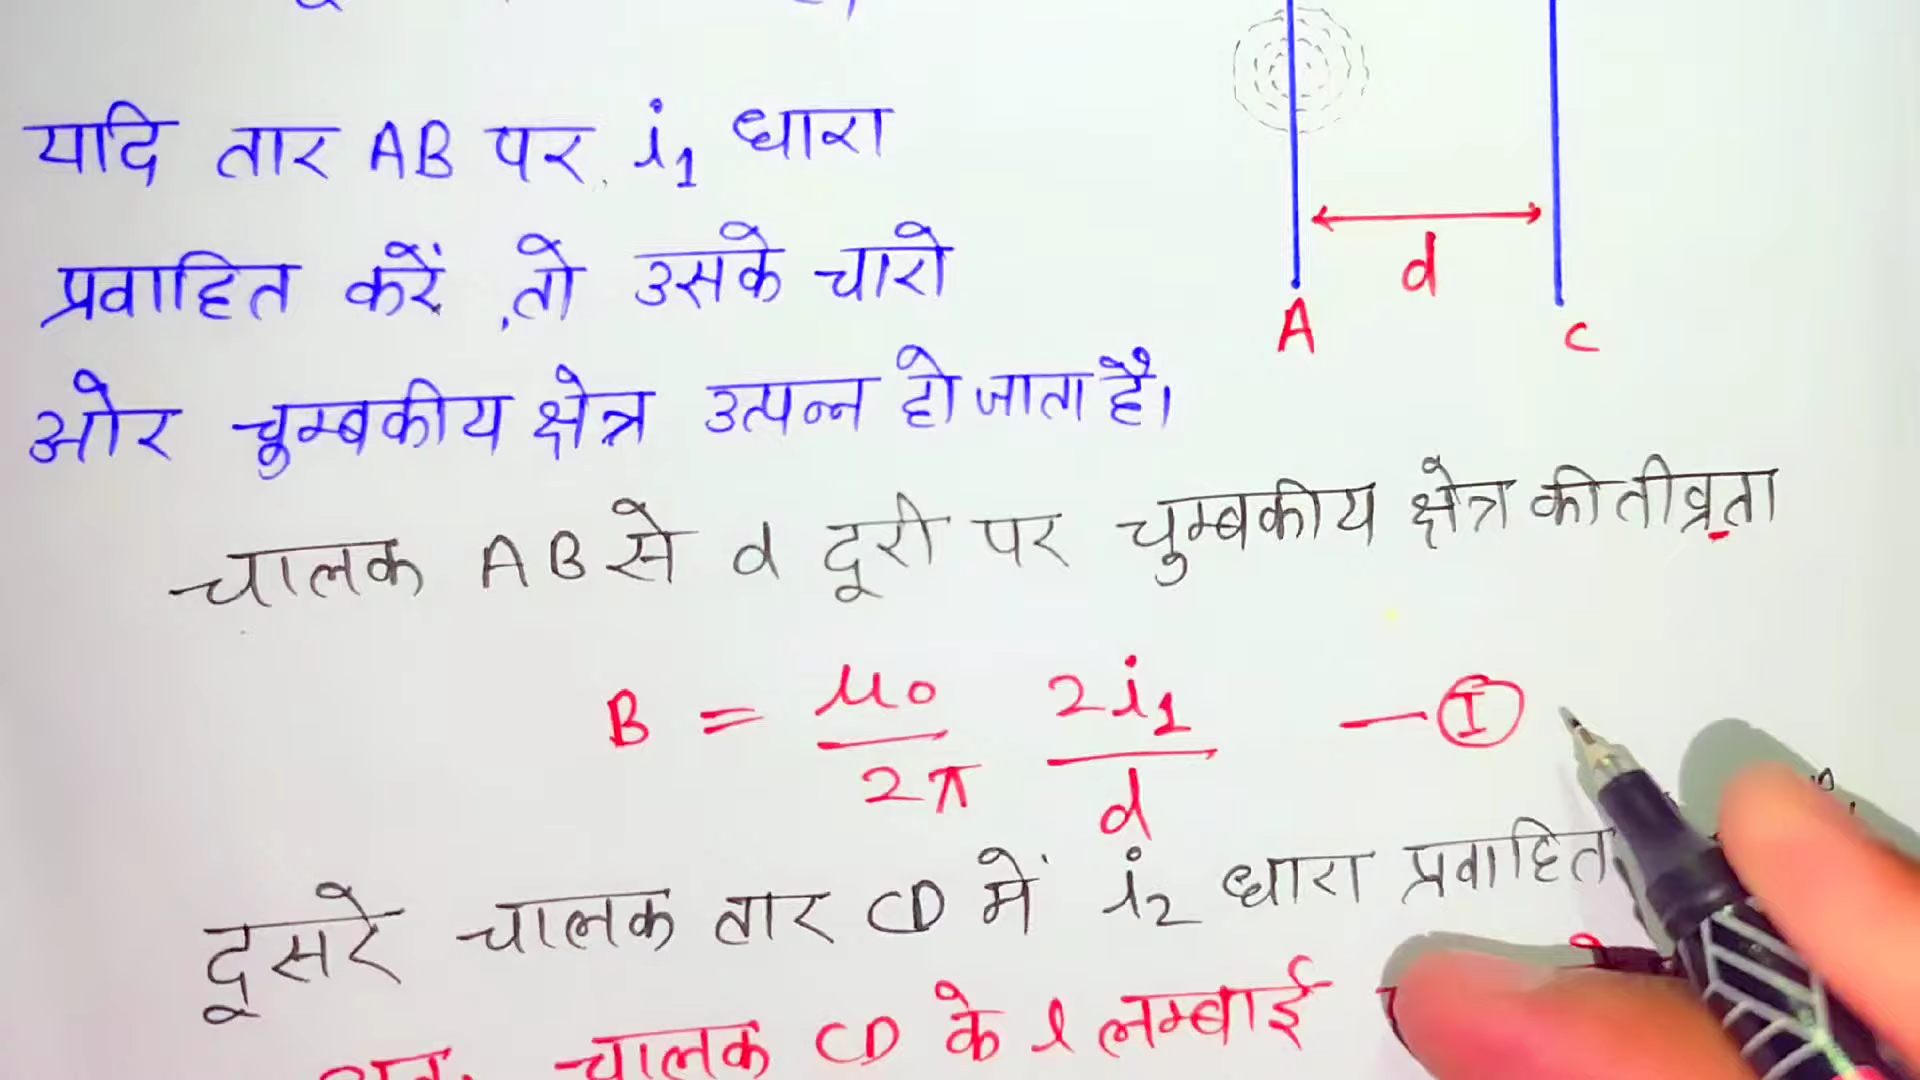 यदि तार AB पर i₁ धारा
प्रवाहित करें, तो उसके चारो
ओर चुम्बकीय क्षेत्र उत्पन्न हो जाता है।
d
A C
चालक AB से d दूरी पर चुम्बकीय क्षेत्र की तीव्रता
B = μ₀/2π 2i₁/d — Ⓘ
दूसरे चालक तार CD में i₂ धारा प्रवाहित
चालक CD के l लम्बाई